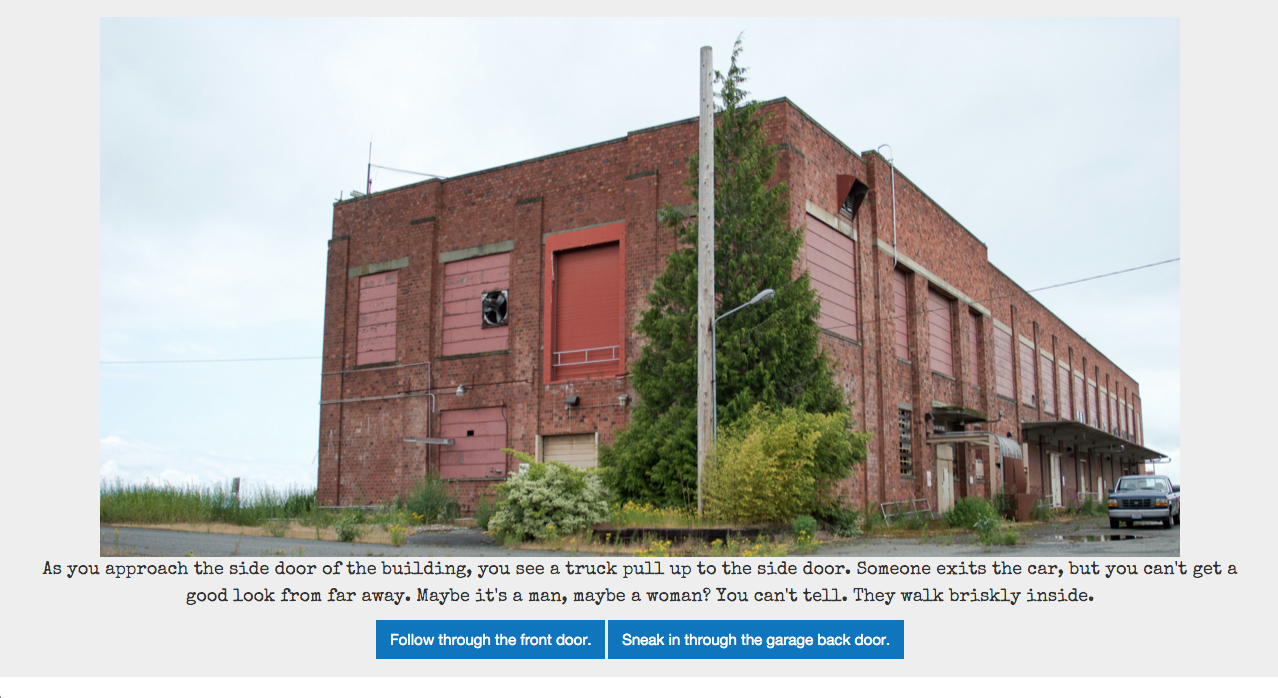 As you approach the side door of the building, you see a truck pull up to the side door. Someone exits the car, but you can't get a
good look from far away. Maybe it's a man, maybe a woman? You can't tell. They walk briskly inside.
Follow through the front door.
Sneak in through the garage back door.